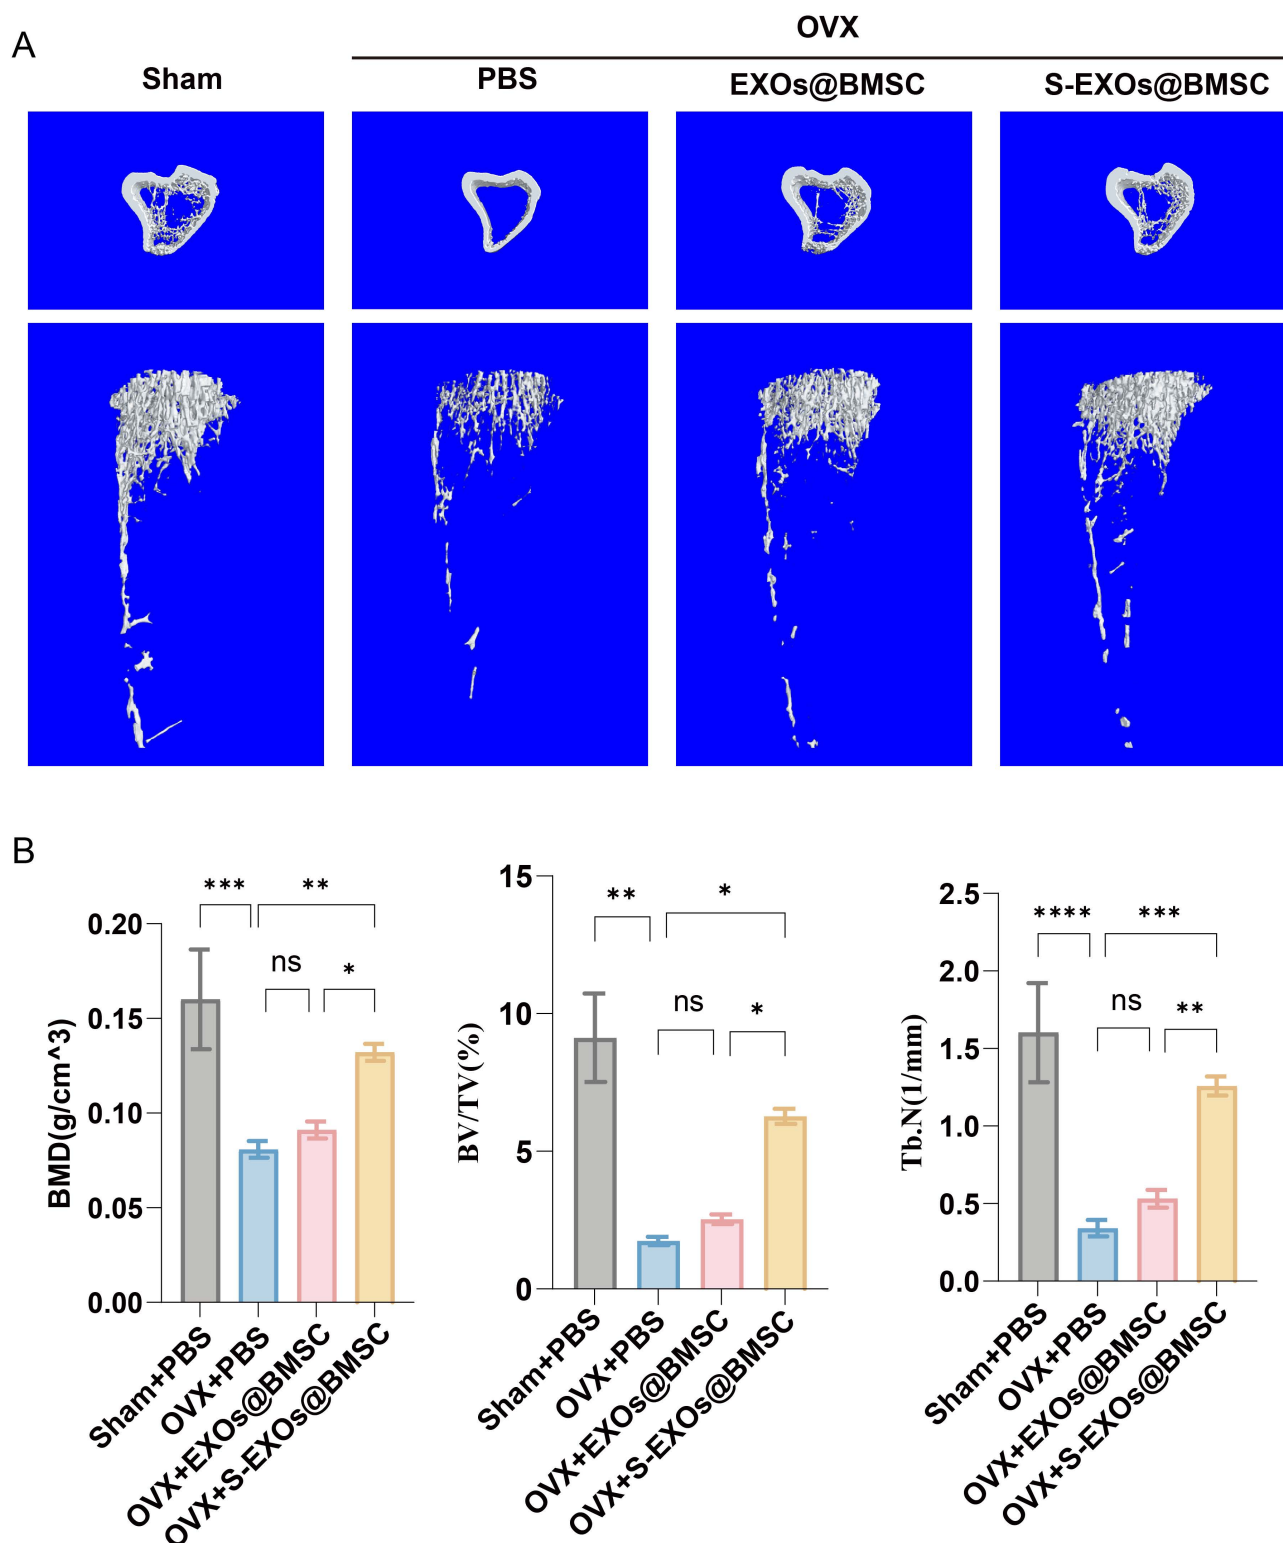 A
OVX
Sham
PBS
EXOs@BMSC
S-EXOs@BMSC
B
BMD(g/cm^3)
0.20
0.15
0.10
0.05
0.00
***
**
ns
*
Sham+PBS
OVX+PBS
OVX+EXOs@BMSC
OVX+S-EXOs@BMSC
BV/TV(%)
15
10
5
0
**
*
ns
*
Sham+PBS
OVX+PBS
OVX+EXOs@BMSC
OVX+S-EXOs@BMSC
Tb.N(1/mm)
2.5
2.0
1.5
1.0
0.5
0.0
****
***
ns
**
Sham+PBS
OVX+PBS
OVX+EXOs@BMSC
OVX+S-EXOs@BMSC